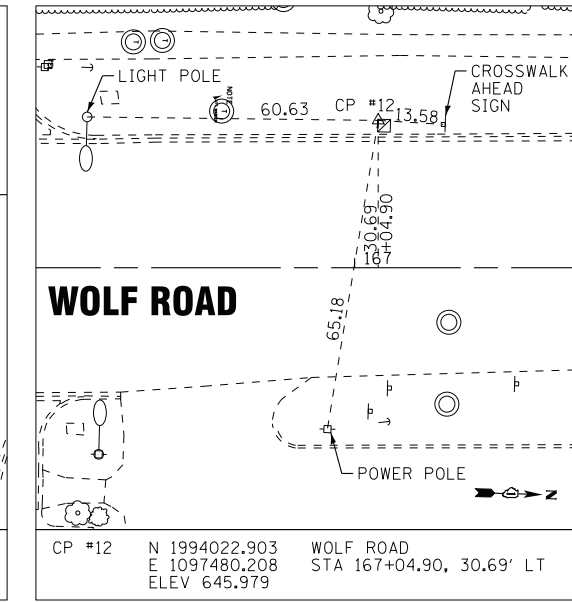 LIGHT POLE
60.63
CP #12
13.58
CROSSWALK
AHEAD
SIGN
30.69
167
+04.90
WOLF ROAD
65.18
POWER POLE
N
CP #12
N 1994022.903
E 1097480.208
ELEV 645.979
WOLF ROAD
STA 167+04.90, 30.69' LT